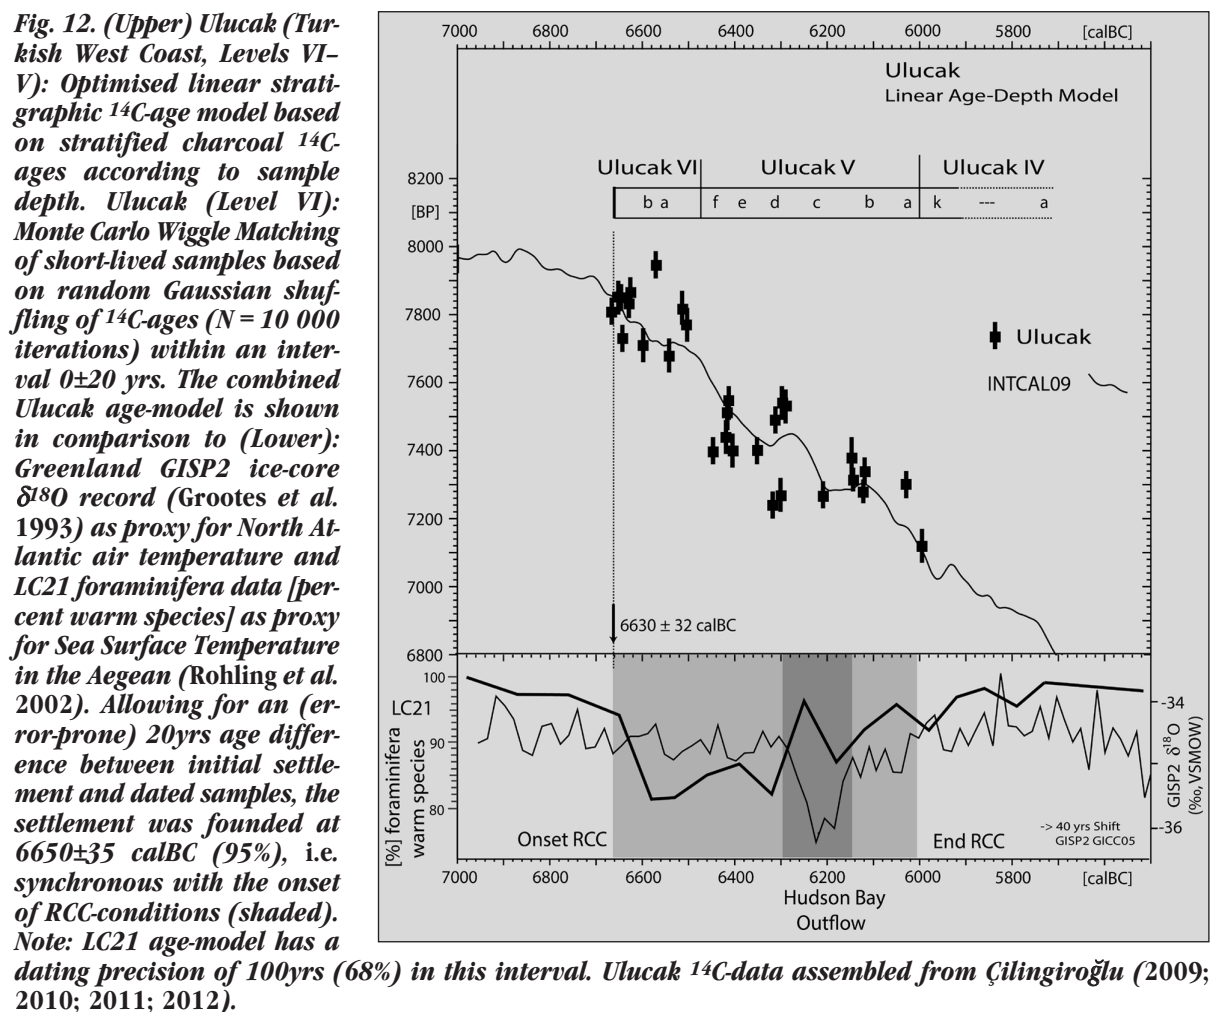 Fig. 12. (Upper) Ulucak (Tur-
kish West Coast, Levels VI–
V): Optimised linear strati-
graphic 14C-age model based
on stratified charcoal 14C-
ages according to sample
depth. Ulucak (Level VI):
Monte Carlo Wiggle Matching
of short-lived samples based
on random Gaussian shuf-
fling of 14C-ages (N = 10 000
iterations) within an inter-
val 0±20 yrs. The combined
Ulucak age-model is shown
in comparison to (Lower):
Greenland GISP2 ice-core
δ18O record (Grootes et al.
1993) as proxy for North At-
lantic air temperature and
LC21 foraminifera data [per-
cent warm species] as proxy
for Sea Surface Temperature
in the Aegean (Rohling et al.
2002). Allowing for an (er-
ror-prone) 20yrs age differ-
ence between initial settle-
ment and dated samples, the
settlement was founded at
6650±35 calBC (95%), i.e.
synchronous with the onset
of RCC-conditions (shaded).
Note: LC21 age-model has a
dating precision of 100yrs (68%) in this interval. Ulucak 14C-data assembled from Çilingiroğlu (2009;
2010; 2011; 2012).
7000 6800 6600 6400 6200 6000 5800 [calBC]
Ulucak
Linear Age-Depth Model
Ulucak VI Ulucak V Ulucak IV
b a f e d c b a k --- a
8200
[BP]
8000
7800
7600
7400
7200
7000
6800
Ulucak
INTCAL09
6630 ± 32 calBC
100
90
80
LC21
[%] foraminifera
warm species
-34
-36
GISP2 δ18O
(‰, VSMOW)
Onset RCC
End RCC
-> 40 yrs Shift
GISP2 GICC05
7000 6800 6600 6400 6200 6000 5800 [calBC]
Hudson Bay
Outflow